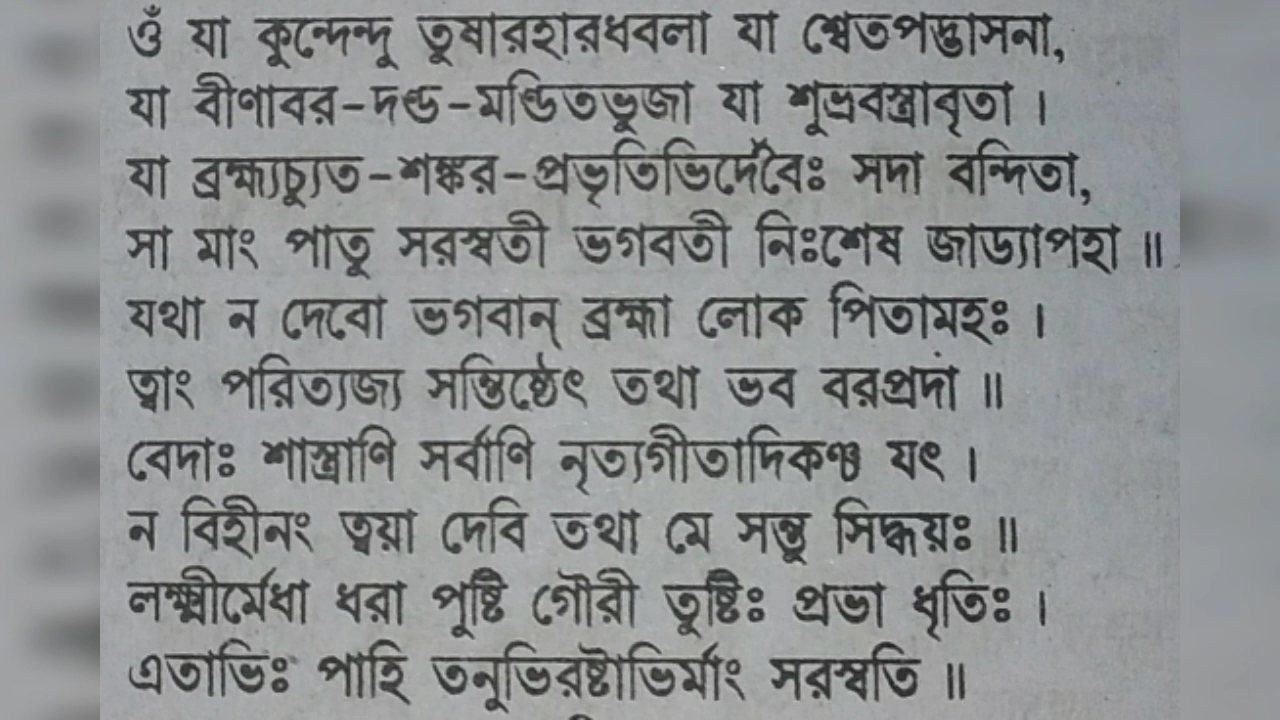 ওঁ যা কুন্দেন্দু তুষারহারধবলা যা শ্বেতপদ্মাসনা,
যা বীণাবর-দণ্ড-মণ্ডিতভুজা যা শুভ্রবস্ত্রাবৃতা ।
যা ব্রহ্মাচ্যুত-শঙ্কর-প্রভৃতিভির্দেবৈঃ সদা বন্দিতা,
সা মাং পাতু সরস্বতী ভগবতী নিঃশেষ জাড্যাপহা ॥
যথা ন দেবো ভগবান্ ব্রহ্মা লোক পিতামহঃ ।
ত্বাং পরিত্যজ্য সন্তিষ্ঠেৎ তথা ভব বরপ্রদা ॥
বেদাঃ শাস্ত্রাণি সর্বাণি নৃত্যগীতাদিকঞ্চ যৎ ।
ন বিহীনং ত্বয়া দেবি তথা মে সন্তু সিদ্ধয়ঃ ॥
লক্ষ্মীর্মেধা ধরা পুষ্টি গৌরী তুষ্টিঃ প্রভা ধৃতিঃ ।
এতাভিঃ পাহি তনুভিরষ্টাভির্মাং সরস্বতি ॥